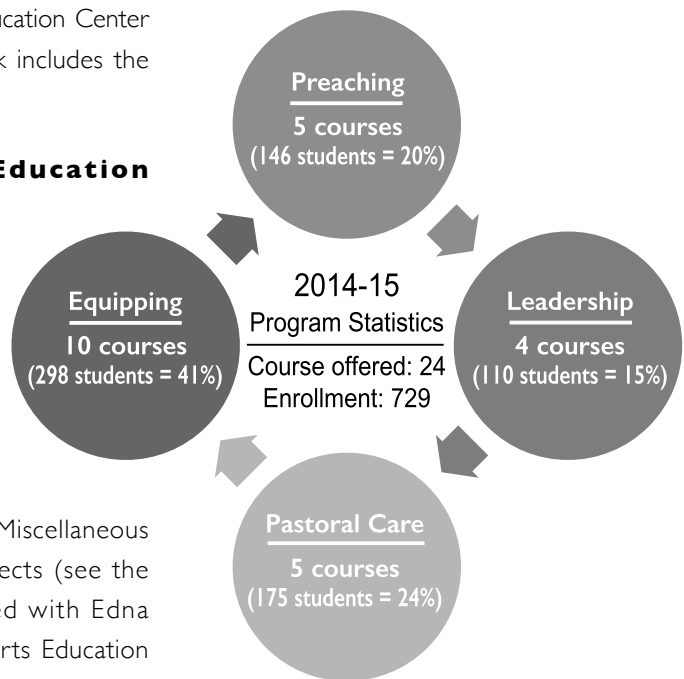 ucation Center
includes the
Education
Miscellaneous
ects (see the
ed with Edna
rts Education
Preaching
5 courses
(146 students = 20%)
Equipping
10 courses
(298 students = 41%)
2014-15
Program Statistics
Course offered: 24
Enrollment: 729
Leadership
4 courses
(110 students = 15%)
Pastoral Care
5 courses
(175 students = 24%)